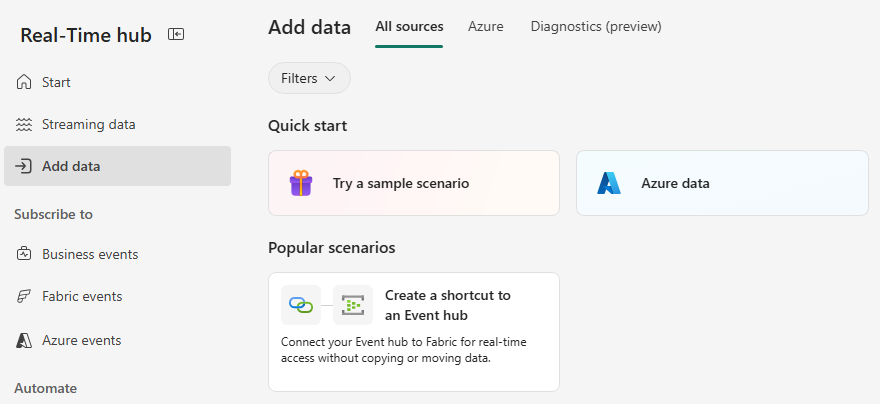 Real-Time hub
Start
Streaming data
Add data
Subscribe to
Business events
Fabric events
Azure events
Automate
Add data
All sources
Azure
Diagnostics (preview)
Filters
Quick start
Try a sample scenario
Azure data
Popular scenarios
Create a shortcut to
an Event hub
Connect your Event hub to Fabric for real-time
access without copying or moving data.